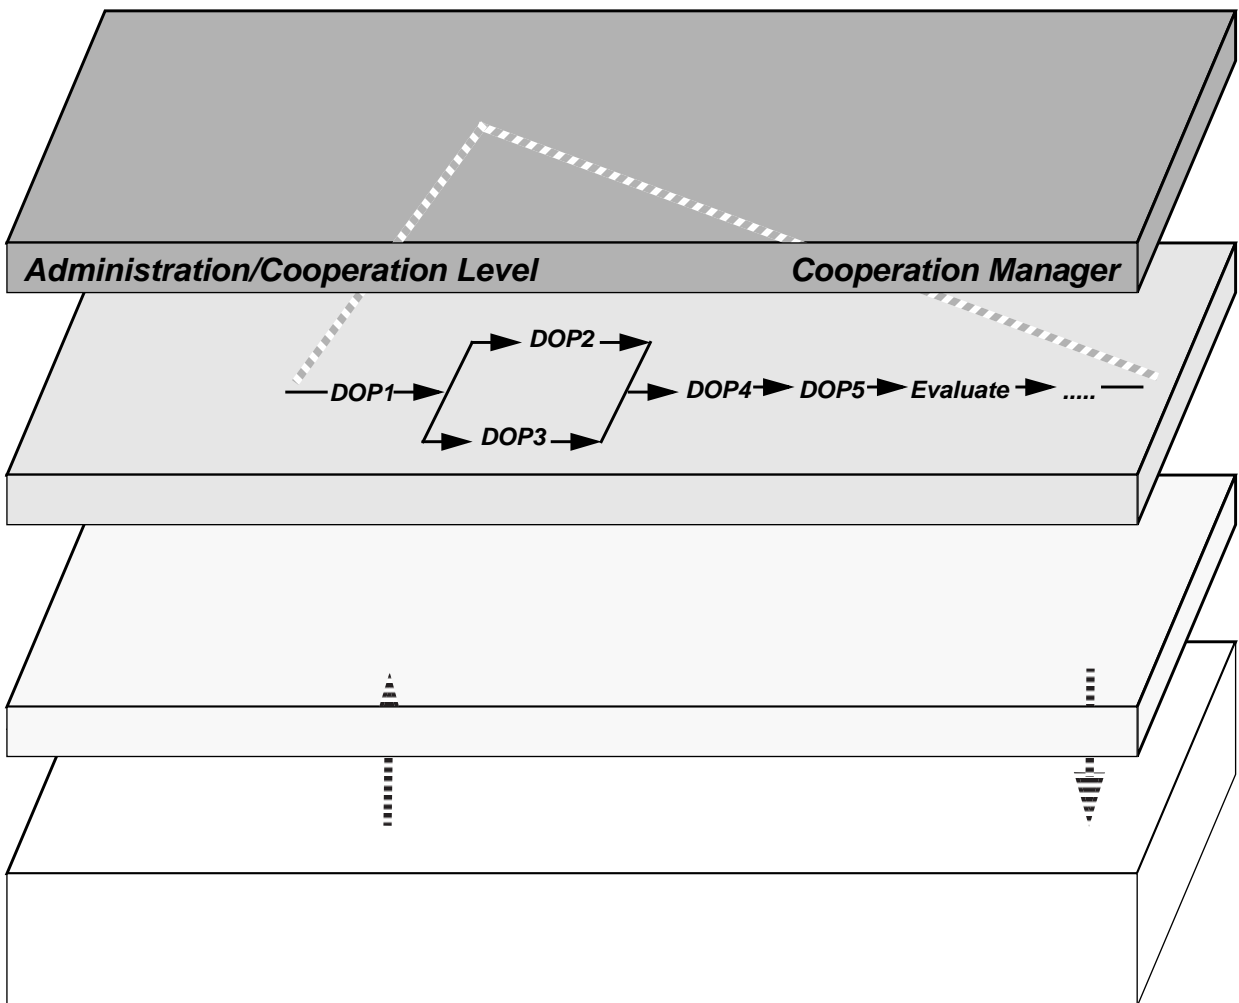 Administration/Cooperation Level Cooperation Manager
DOP2
DOP1 DOP4 DOP5 Evaluate .....
DOP3